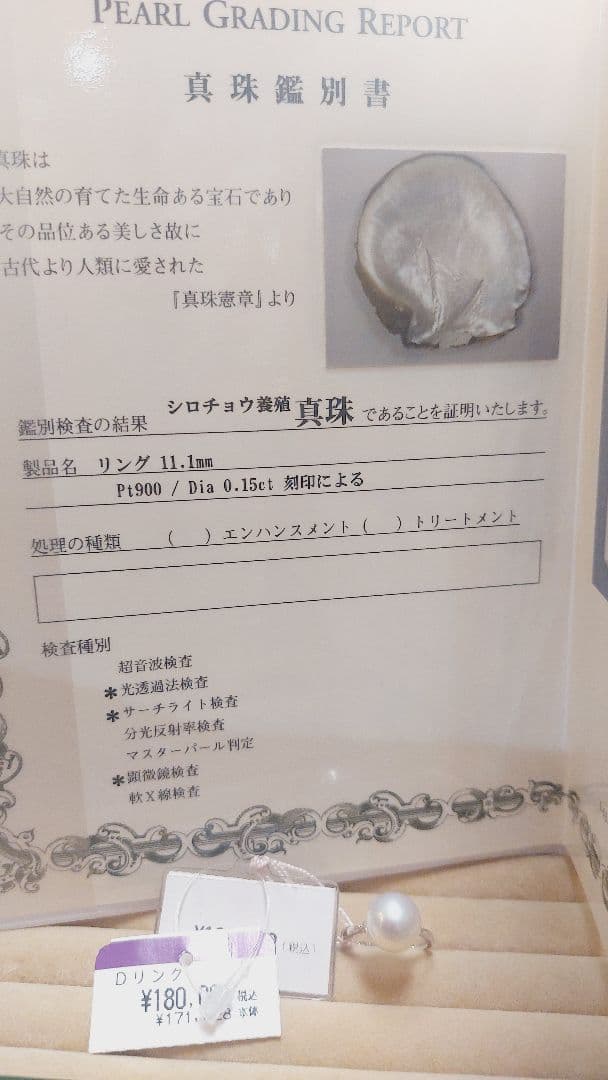 PEARL GRADING REPORT
真珠鑑別書
真珠は
大自然の育てた生命ある宝石であり
その品位ある美しさ故に
古代より人類に愛された
『真珠憲章』より
鑑別検査の結果 シロチョウ養殖 真珠 であることを証明いたします。
製品名 リング 11.1mm
Pt900 / Dia 0.15ct 刻印による
処理の種類 ( ) エンハンスメント ( ) トリートメント
検査種別
超音波検査
*光透過法検査
*サーチライト検査
分光反射率検査
マスターパール判定
*顕微鏡検査
軟X線検査
(税込)
Dリング
¥180, 税込
¥171, 本体